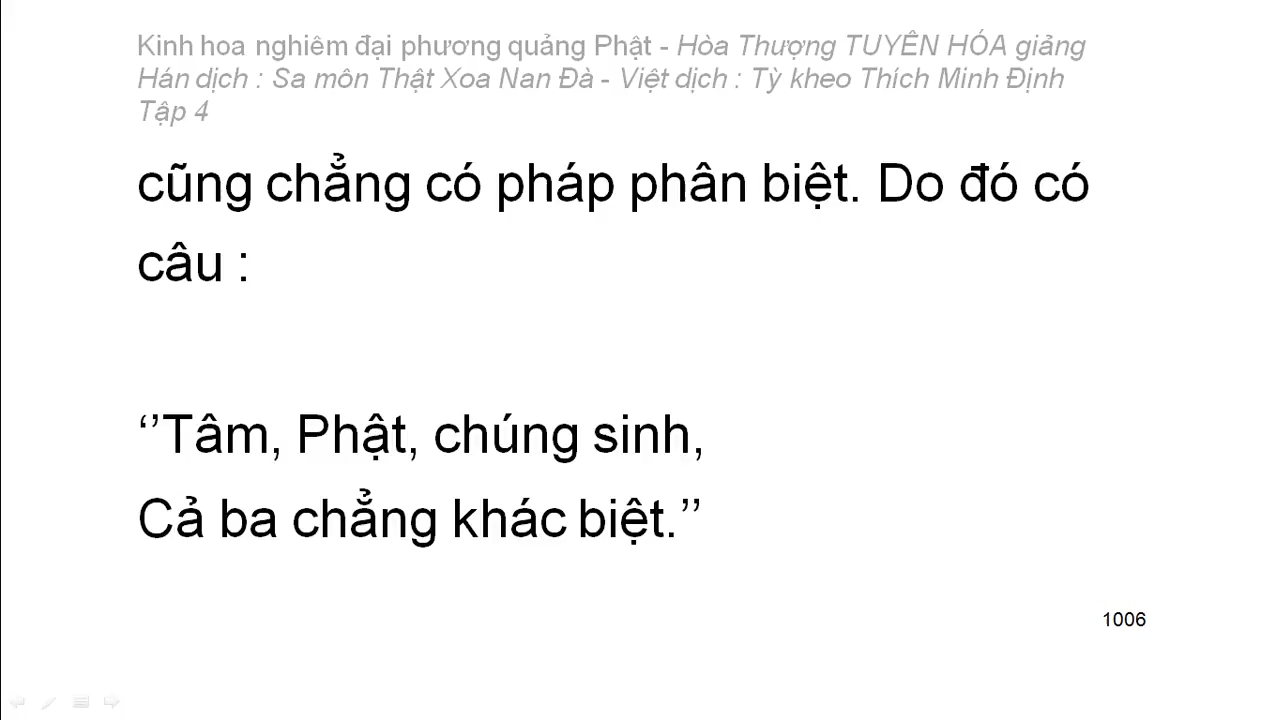 Kinh hoa nghiêm đại phương quảng Phật - Hòa Thượng TUYÊN HÓA giảng
Hán dịch : Sa môn Thật Xoa Nan Đà - Việt dịch : Tỳ kheo Thích Minh Định
Tập 4
cũng chẳng có pháp phân biệt. Do đó có
câu :
‘’Tâm, Phật, chúng sinh,
Cả ba chẳng khác biệt.’’
1006